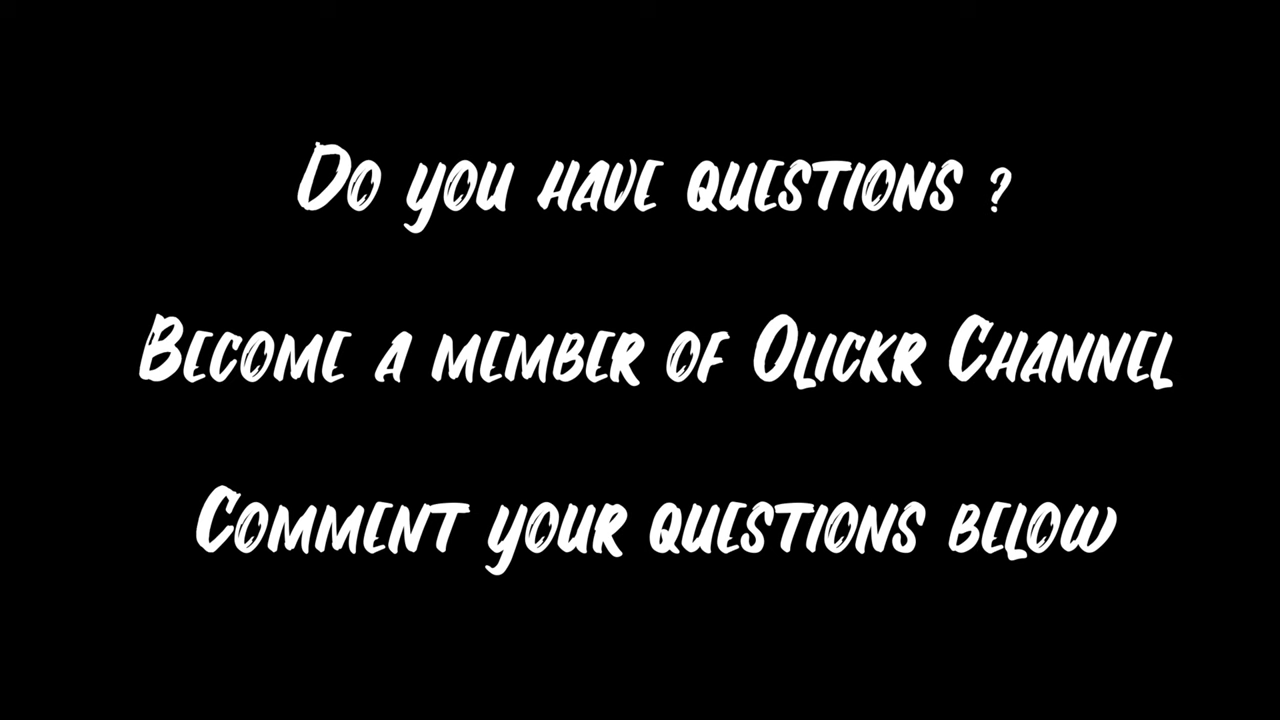 Do you have questions ?
Become a member of Olickr Channel
Comment your questions below